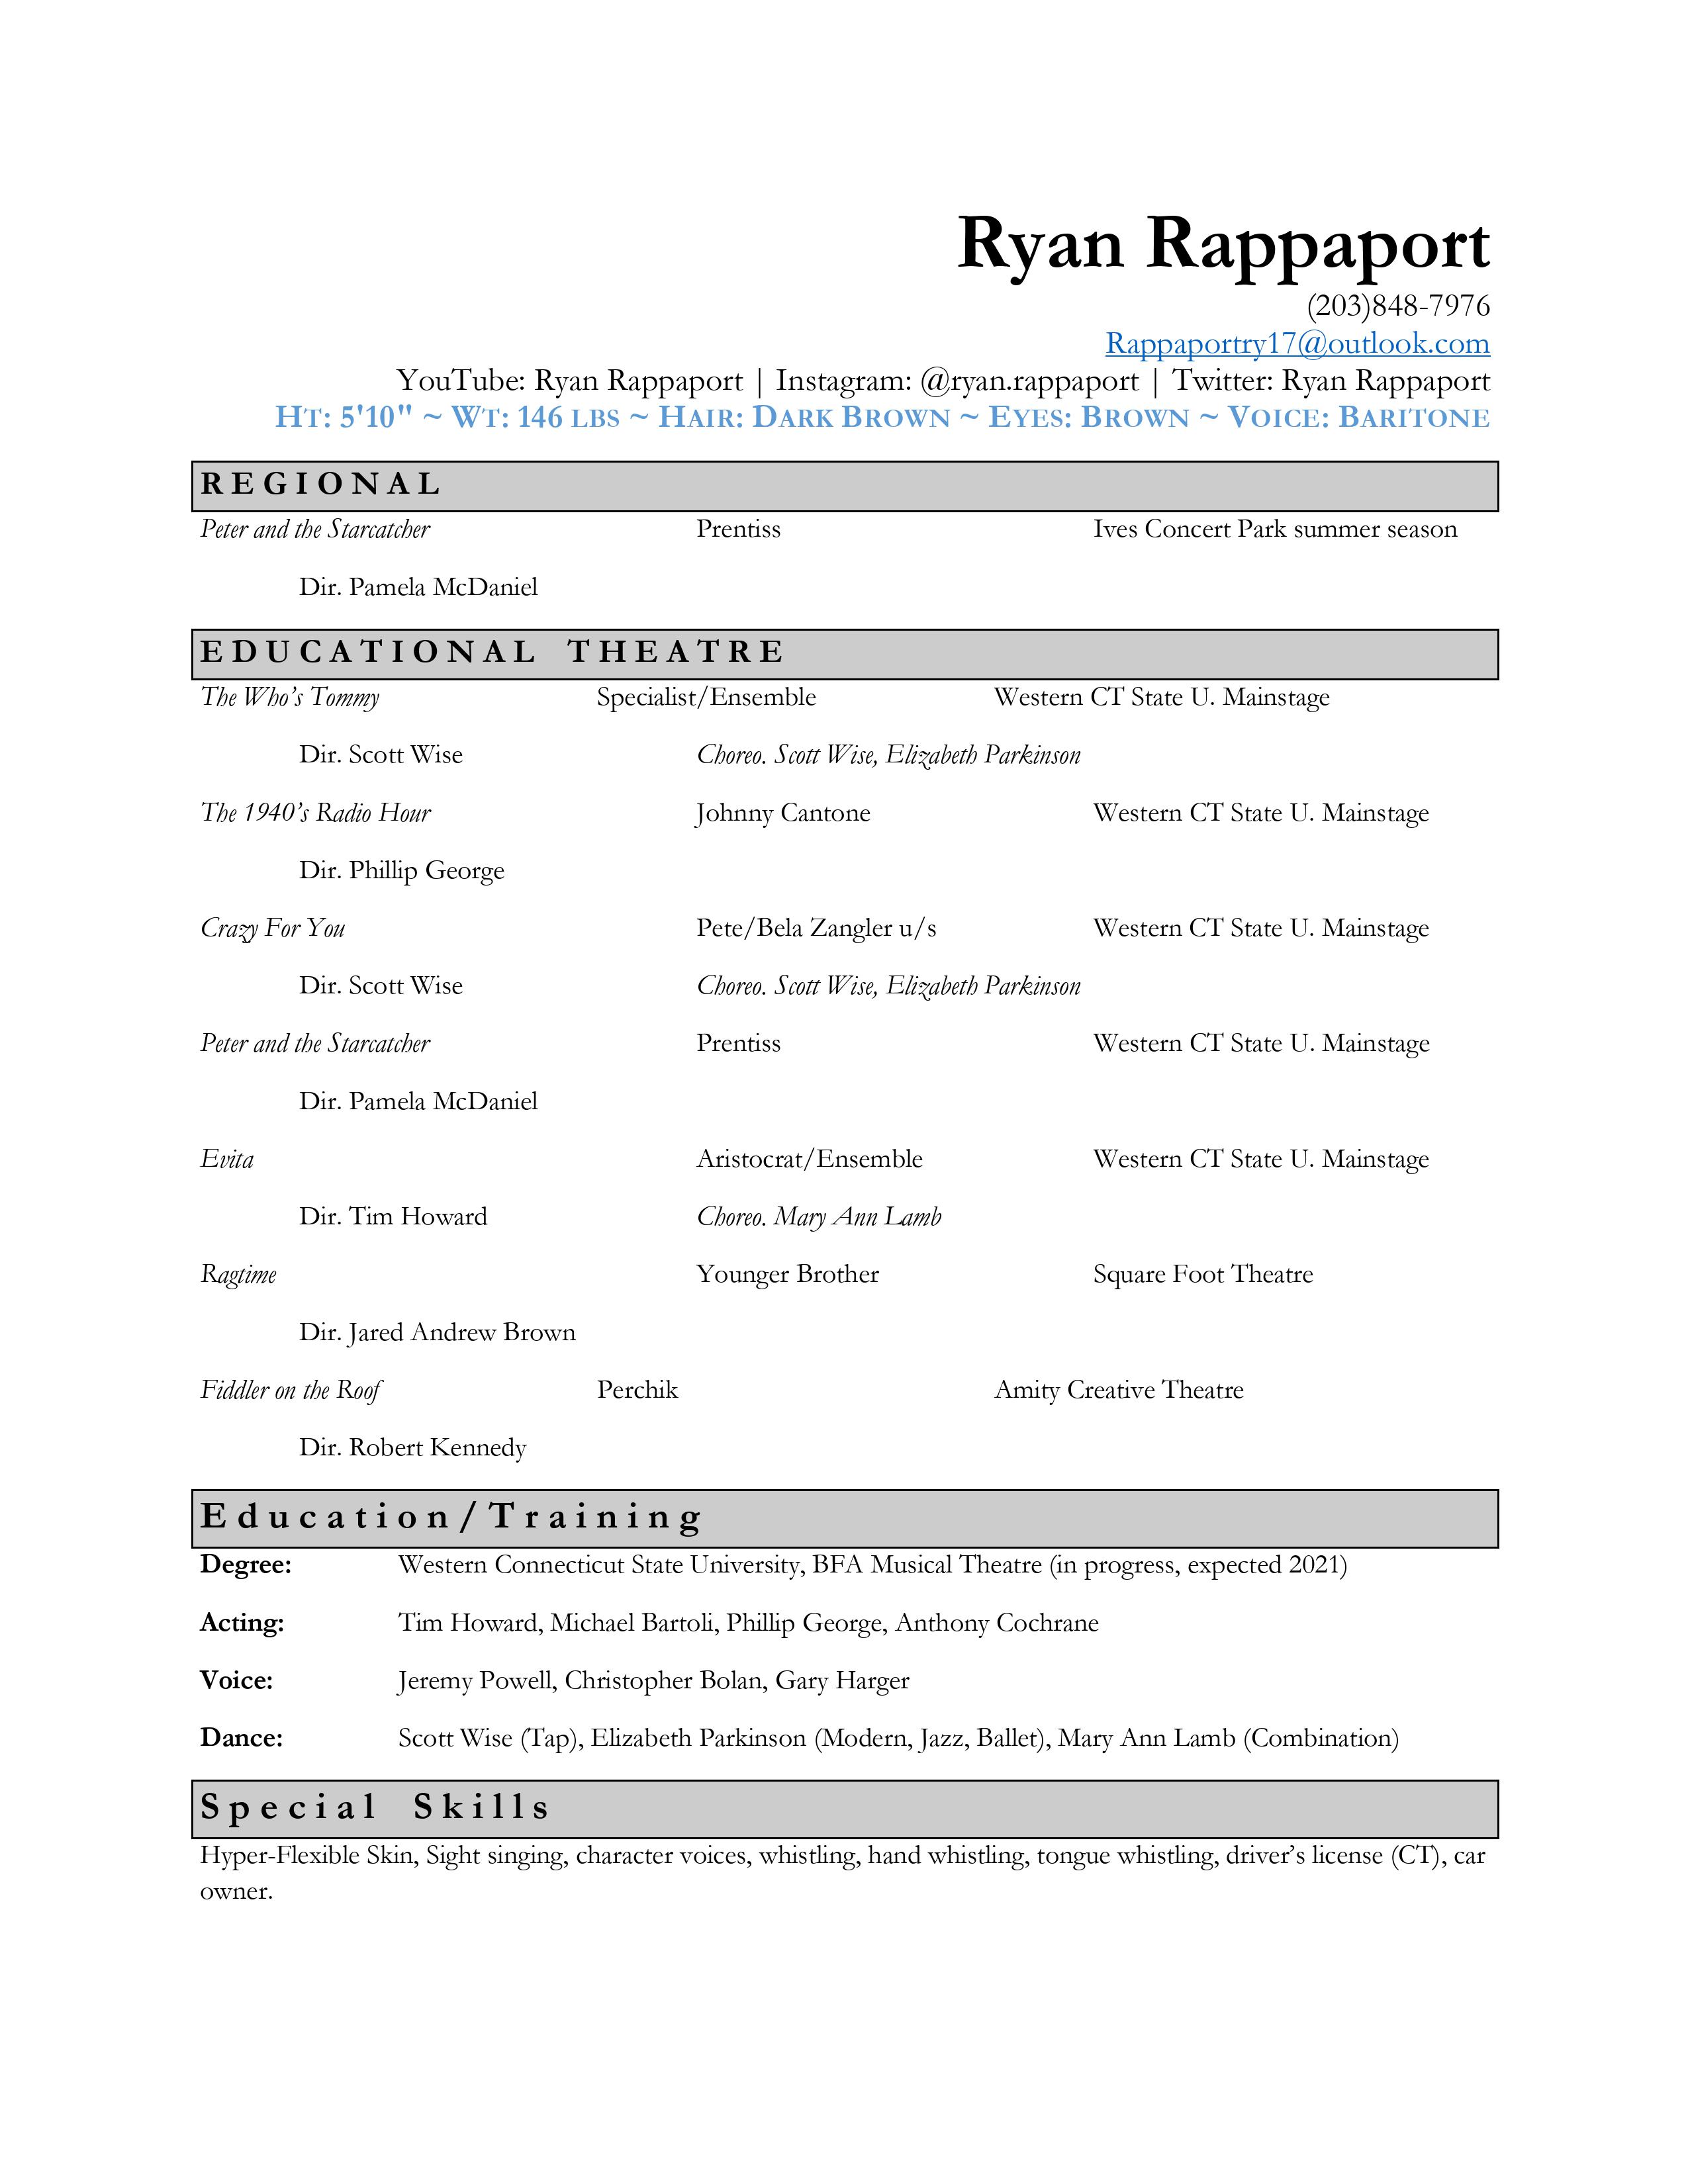 Ryan Rappaport
(203)848-7976
Rappaportry17@outlook.com
YouTube: Ryan Rappaport | Instagram: @ryan.rappaport | Twitter: Ryan Rappaport
HT: 5'10" ~ WT: 146 LBS ~ HAIR: DARK BROWN ~ EYES: BROWN ~ VOICE: BARITONE
REGIONAL
Peter and the Starcatcher Prentiss Ives Concert Park summer season
Dir. Pamela McDaniel
EDUCATIONAL THEATRE
The Who’s Tommy Specialist/Ensemble Western CT State U. Mainstage
Dir. Scott Wise Choreo. Scott Wise, Elizabeth Parkinson
The 1940’s Radio Hour Johnny Cantone Western CT State U. Mainstage
Dir. Phillip George
Crazy For You Pete/Bela Zangler u/s Western CT State U. Mainstage
Dir. Scott Wise Choreo. Scott Wise, Elizabeth Parkinson
Peter and the Starcatcher Prentiss Western CT State U. Mainstage
Dir. Pamela McDaniel
Evita Aristocrat/Ensemble Western CT State U. Mainstage
Dir. Tim Howard Choreo. Mary Ann Lamb
Ragtime Younger Brother Square Foot Theatre
Dir. Jared Andrew Brown
Fiddler on the Roof Perchik Amity Creative Theatre
Dir. Robert Kennedy
Education/Training
Degree: Western Connecticut State University, BFA Musical Theatre (in progress, expected 2021)
Acting: Tim Howard, Michael Bartoli, Phillip George, Anthony Cochrane
Voice: Jeremy Powell, Christopher Bolan, Gary Harger
Dance: Scott Wise (Tap), Elizabeth Parkinson (Modern, Jazz, Ballet), Mary Ann Lamb (Combination)
Special Skills
Hyper-Flexible Skin, Sight singing, character voices, whistling, hand whistling, tongue whistling, driver’s license (CT), car
owner.